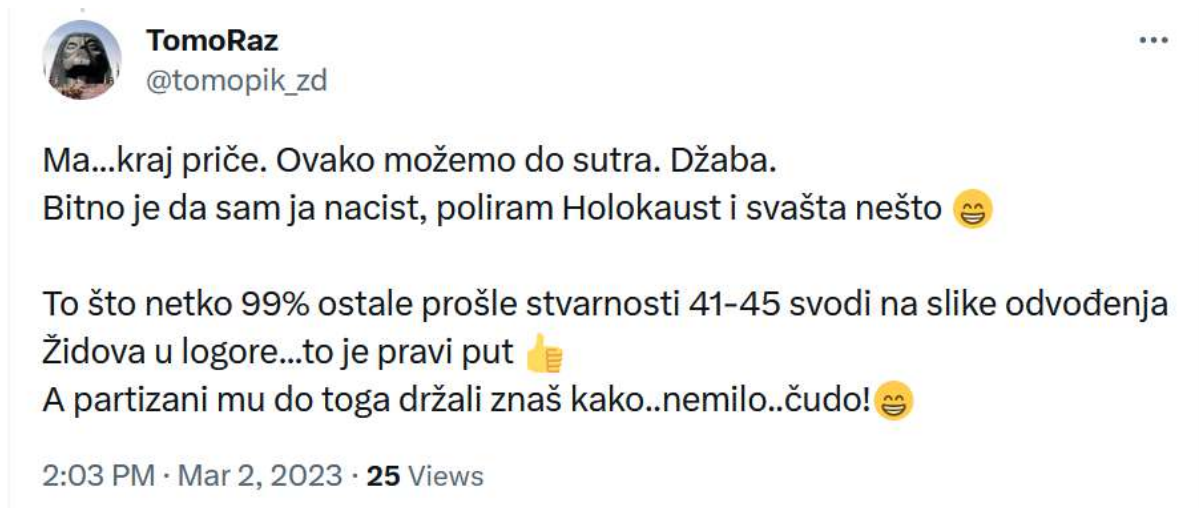 TomoRaz
@tomopik_zd
Ma...kraj priče. Ovako možemo do sutra. Džaba.
Bitno je da sam ja nacist, poliram Holokaust i svašta nešto 😁
To što netko 99% ostale prošle stvarnosti 41-45 svodi na slike odvođenja
Židova u logore...to je pravi put 👍
A partizani mu do toga držali znaš kako..nemilo..čudo!😁
2:03 PM · Mar 2, 2023 · 25 Views